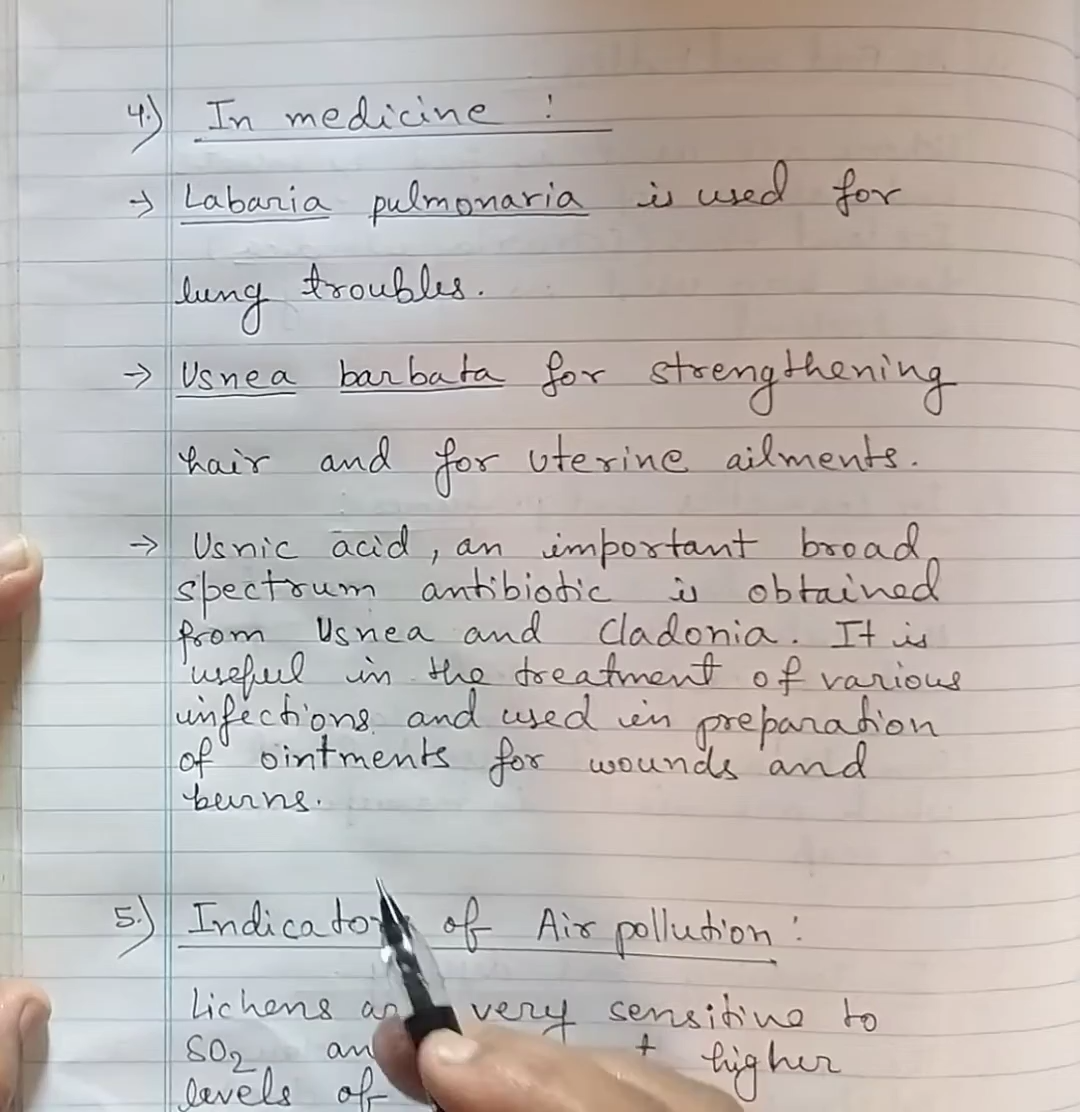 4.) In medicine :
→ Labaria pulmonaria is used for
lung troubles.
→ Usnea barbata for strengthening
hair and for uterine ailments.
→ Usnic acid, an important broad
spectrum antibiotic is obtained
from Usnea and Cladonia. It is
useful in the treatment of various
infections and used in preparation
of ointments for wounds and
burns.
5.) Indicator of Air pollution :
Lichens very sensitive to
SO2 higher
levels of